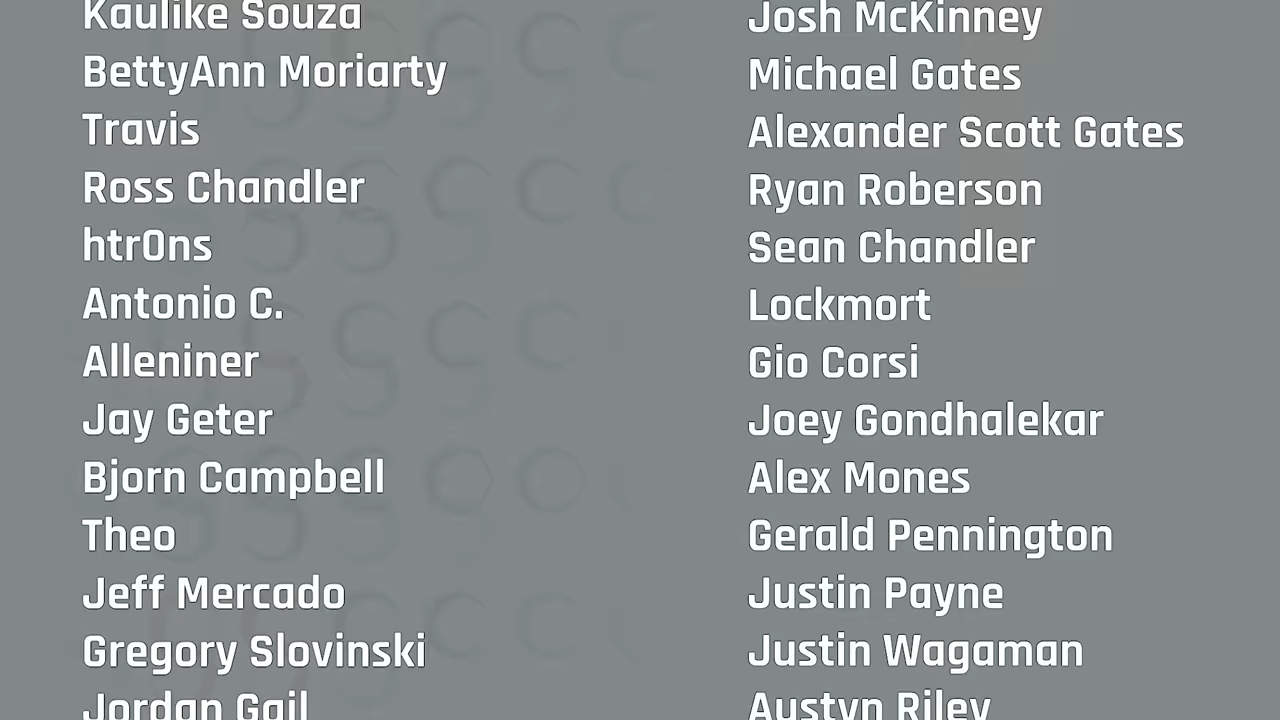 Kaulike Souza
BettyAnn Moriarty
Travis
Ross Chandler
htr0ns
Antonio C.
Alleniner
Jay Geter
Bjorn Campbell
Theo
Jeff Mercado
Gregory Slovinski
Jordan Gail
Josh McKinney
Michael Gates
Alexander Scott Gates
Ryan Roberson
Sean Chandler
Lockmort
Gio Corsi
Joey Gondhalekar
Alex Mones
Gerald Pennington
Justin Payne
Justin Wagaman
Austyn Riley